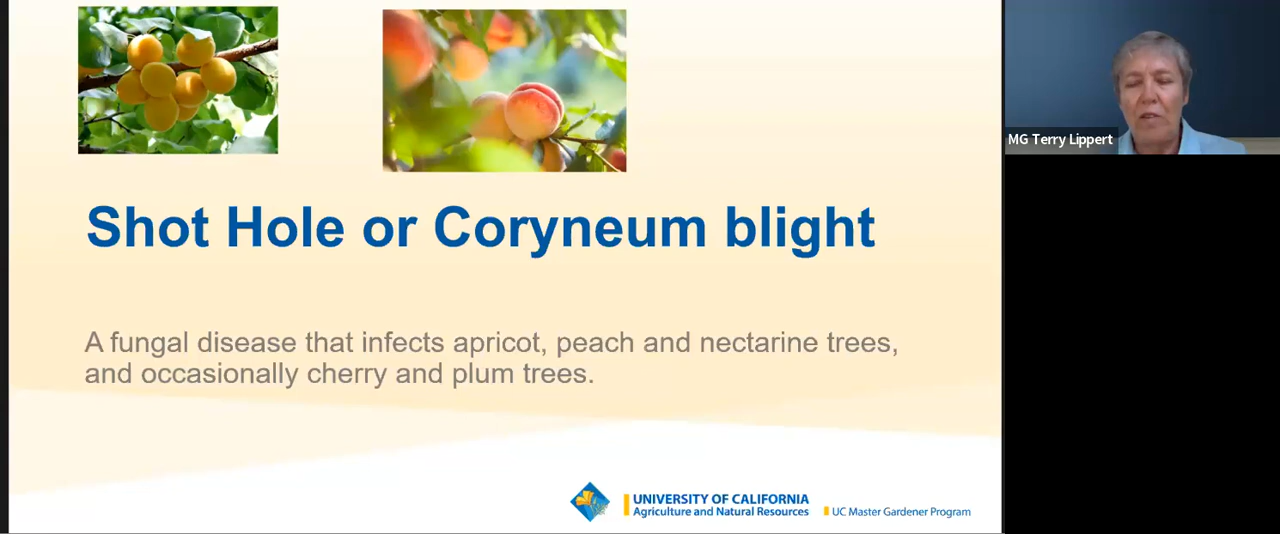 MG Terry Lippert
Shot Hole or Coryneum blight
A fungal disease that infects apricot, peach and nectarine trees,
and occasionally cherry and plum trees.
UNIVERSITY OF CALIFORNIA
Agriculture and Natural Resources
UC Master Gardener Program